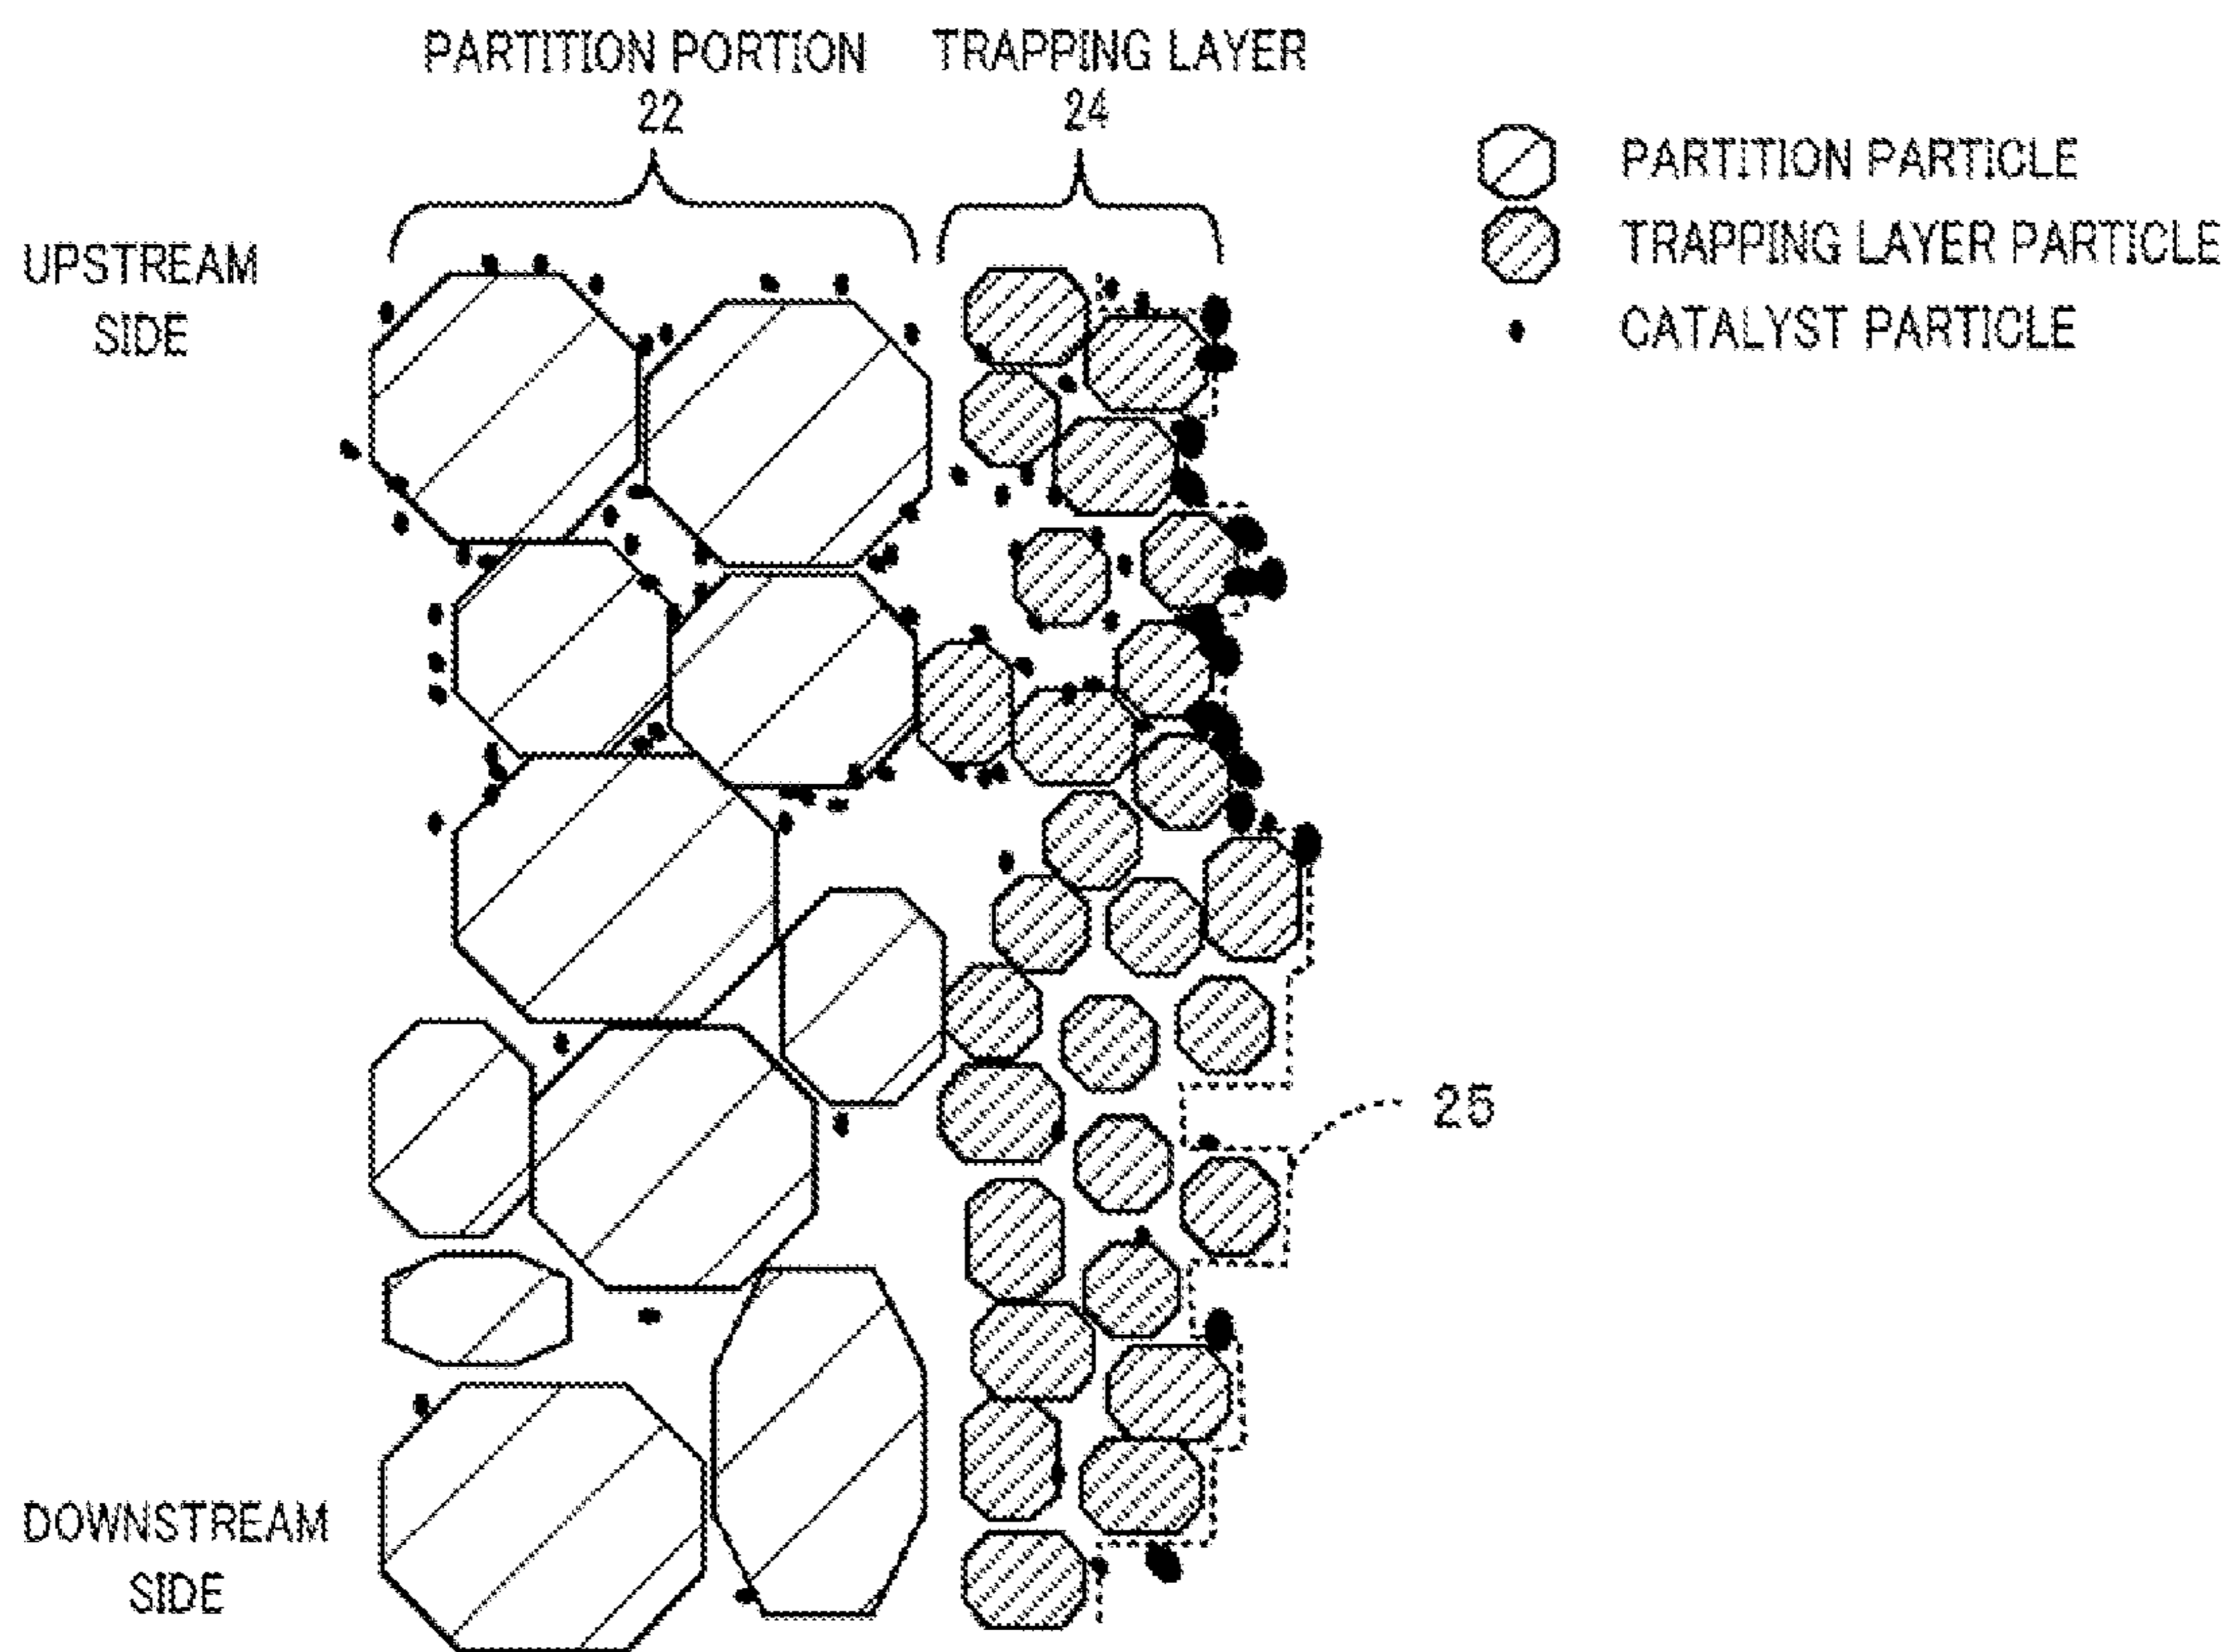 PARTITION PORTION
22
TRAPPING LAYER
24
PARTITION PARTICLE
TRAPPING LAYER PARTICLE
CATALYST PARTICLE
UPSTREAM
SIDE
25
DOWNSTREAM
SIDE